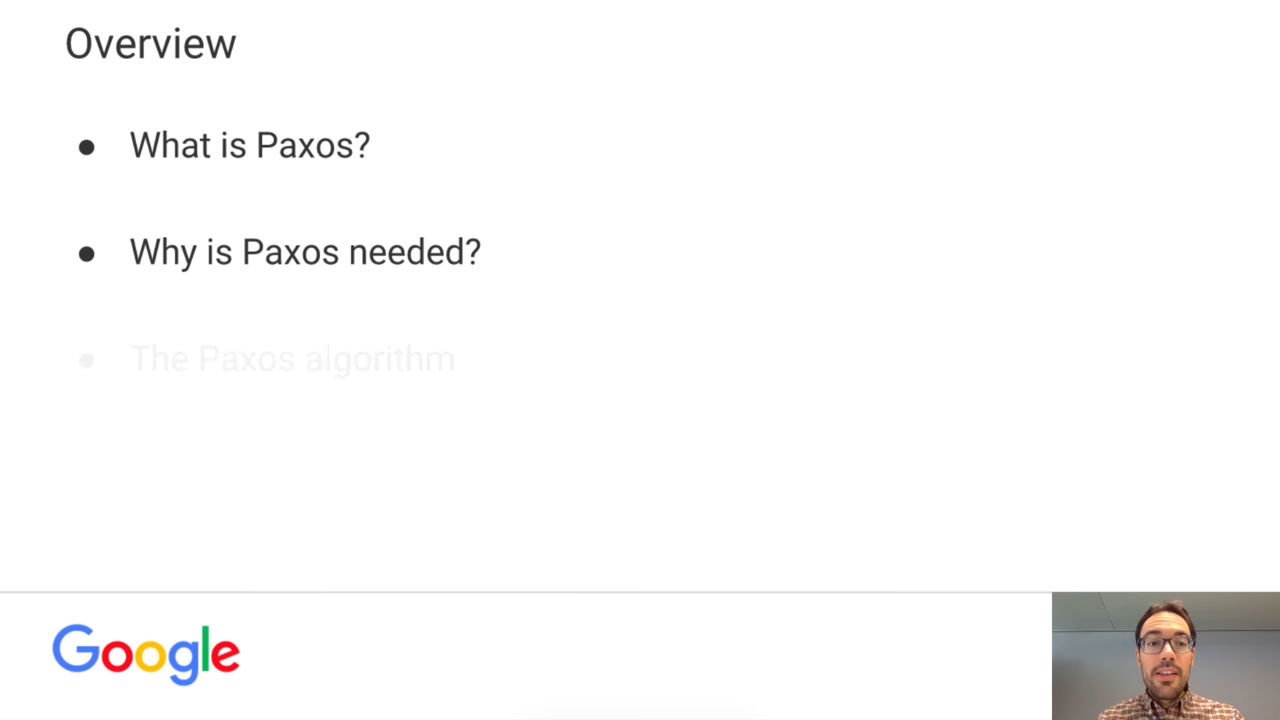 Overview
● What is Paxos?
● Why is Paxos needed?
● The Paxos algorithm
Google